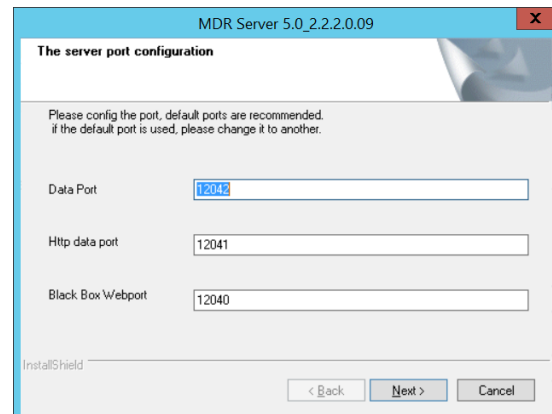 MDR Server 5.0_2.2.2.0.09
X
The server port configuration
Please config the port, default ports are recommended.
if the default port is used, please change it to another.
Data Port
12042
Http data port
12041
Black Box Webport
12040
InstallShield
< Back
Next >
Cancel